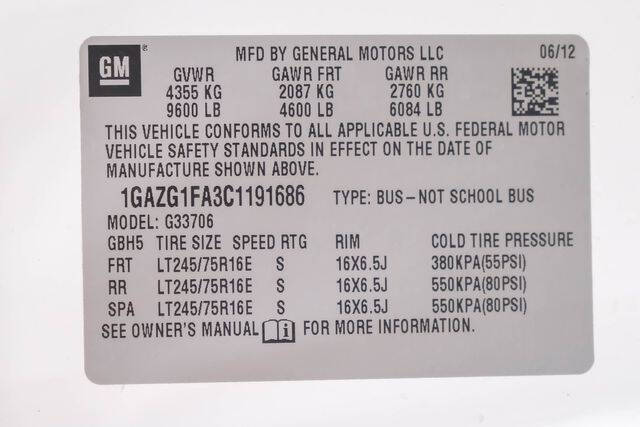 GM ® MFD BY GENERAL MOTORS LLC 06/12
GVWR GAWR FRT GAWR RR
4355 KG 2087 KG 2760 KG
9600 LB 4600 LB 6084 LB
THIS VEHICLE CONFORMS TO ALL APPLICABLE U.S. FEDERAL MOTOR
VEHICLE SAFETY STANDARDS IN EFFECT ON THE DATE OF
MANUFACTURE SHOWN ABOVE.
1GAZG1FA3C1191686 TYPE: BUS–NOT SCHOOL BUS
MODEL: G33706
GBH5 TIRE SIZE SPEED RTG RIM COLD TIRE PRESSURE
FRT LT245/75R16E S 16X6.5J 380KPA(55PSI)
RR LT245/75R16E S 16X6.5J 550KPA(80PSI)
SPA LT245/75R16E S 16X6.5J 550KPA(80PSI)
SEE OWNER'S MANUAL i FOR MORE INFORMATION.